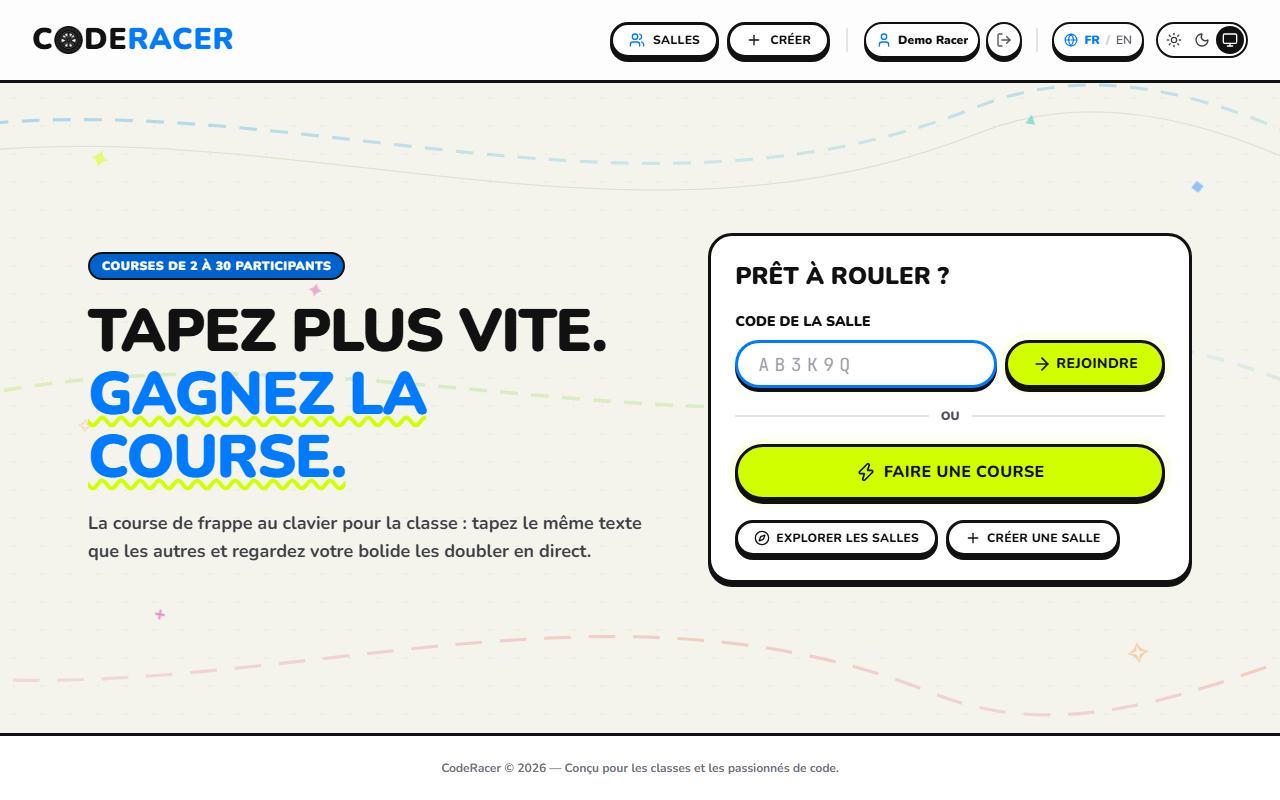 CODERACER
SALLES
CRÉER
Demo Racer
FR / EN
COURSES DE 2 À 30 PARTICIPANTS
TAPEZ PLUS VITE.
GAGNEZ LA
COURSE.
La course de frappe au clavier pour la classe : tapez le même texte
que les autres et regardez votre bolide les doubler en direct.
PRÊT À ROULER ?
CODE DE LA SALLE
AB3K9Q
REJOINDRE
OU
FAIRE UNE COURSE
EXPLORER LES SALLES
CRÉER UNE SALLE
CodeRacer © 2026 — Conçu pour les classes et les passionnés de code.